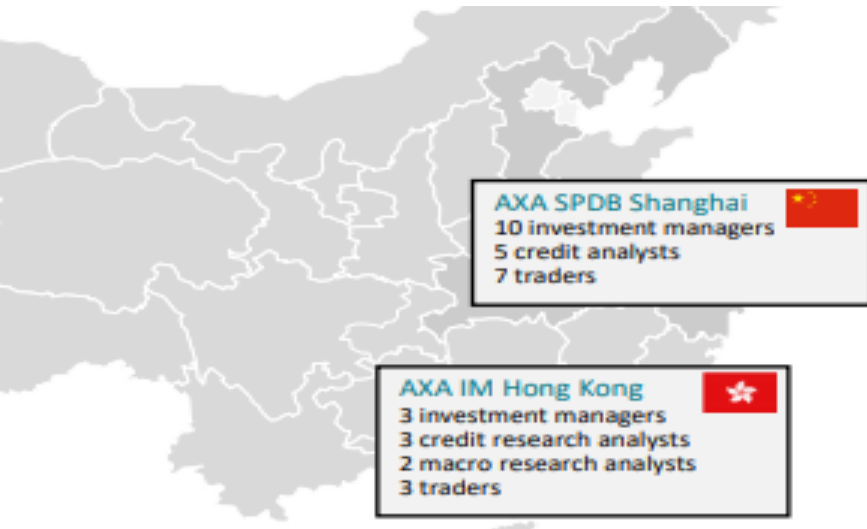 AXA SPDB Shanghai
10 investment managers
5 credit analysts
7 traders
AXA IM Hong Kong
3 investment managers
3 credit research analysts
2 macro research analysts
3 traders